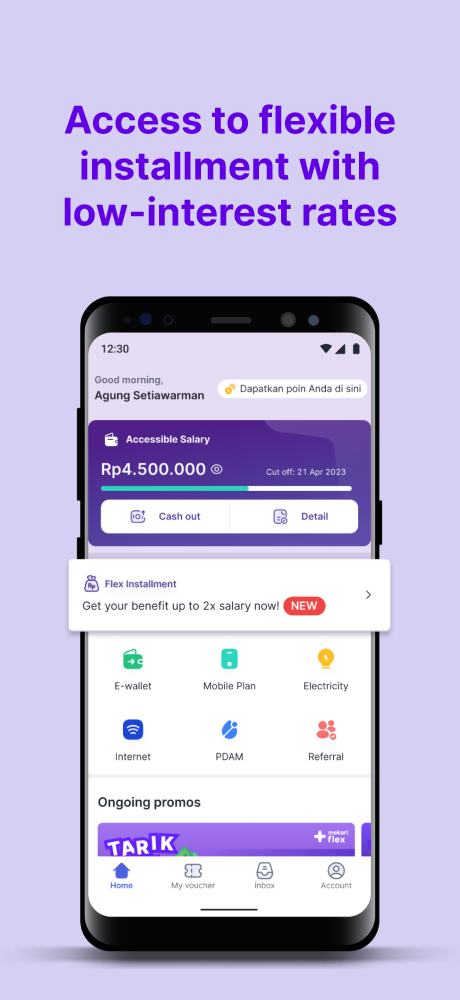 Access to flexible
installment with
low-interest rates
12:30
Good morning,
Agung Setiawarman
Dapatkan poin Anda di sini
Accessible Salary
Rp4.500.000
Cut off: 21 Apr 2023
Cash out
Detail
Rp
Flex Installment
Get your benefit up to 2x salary now! NEW
E-wallet
Mobile Plan
Electricity
Internet
PDAM
Referral
Ongoing promos
TARIK
mekari
flex
Home
My voucher
inbox
Account